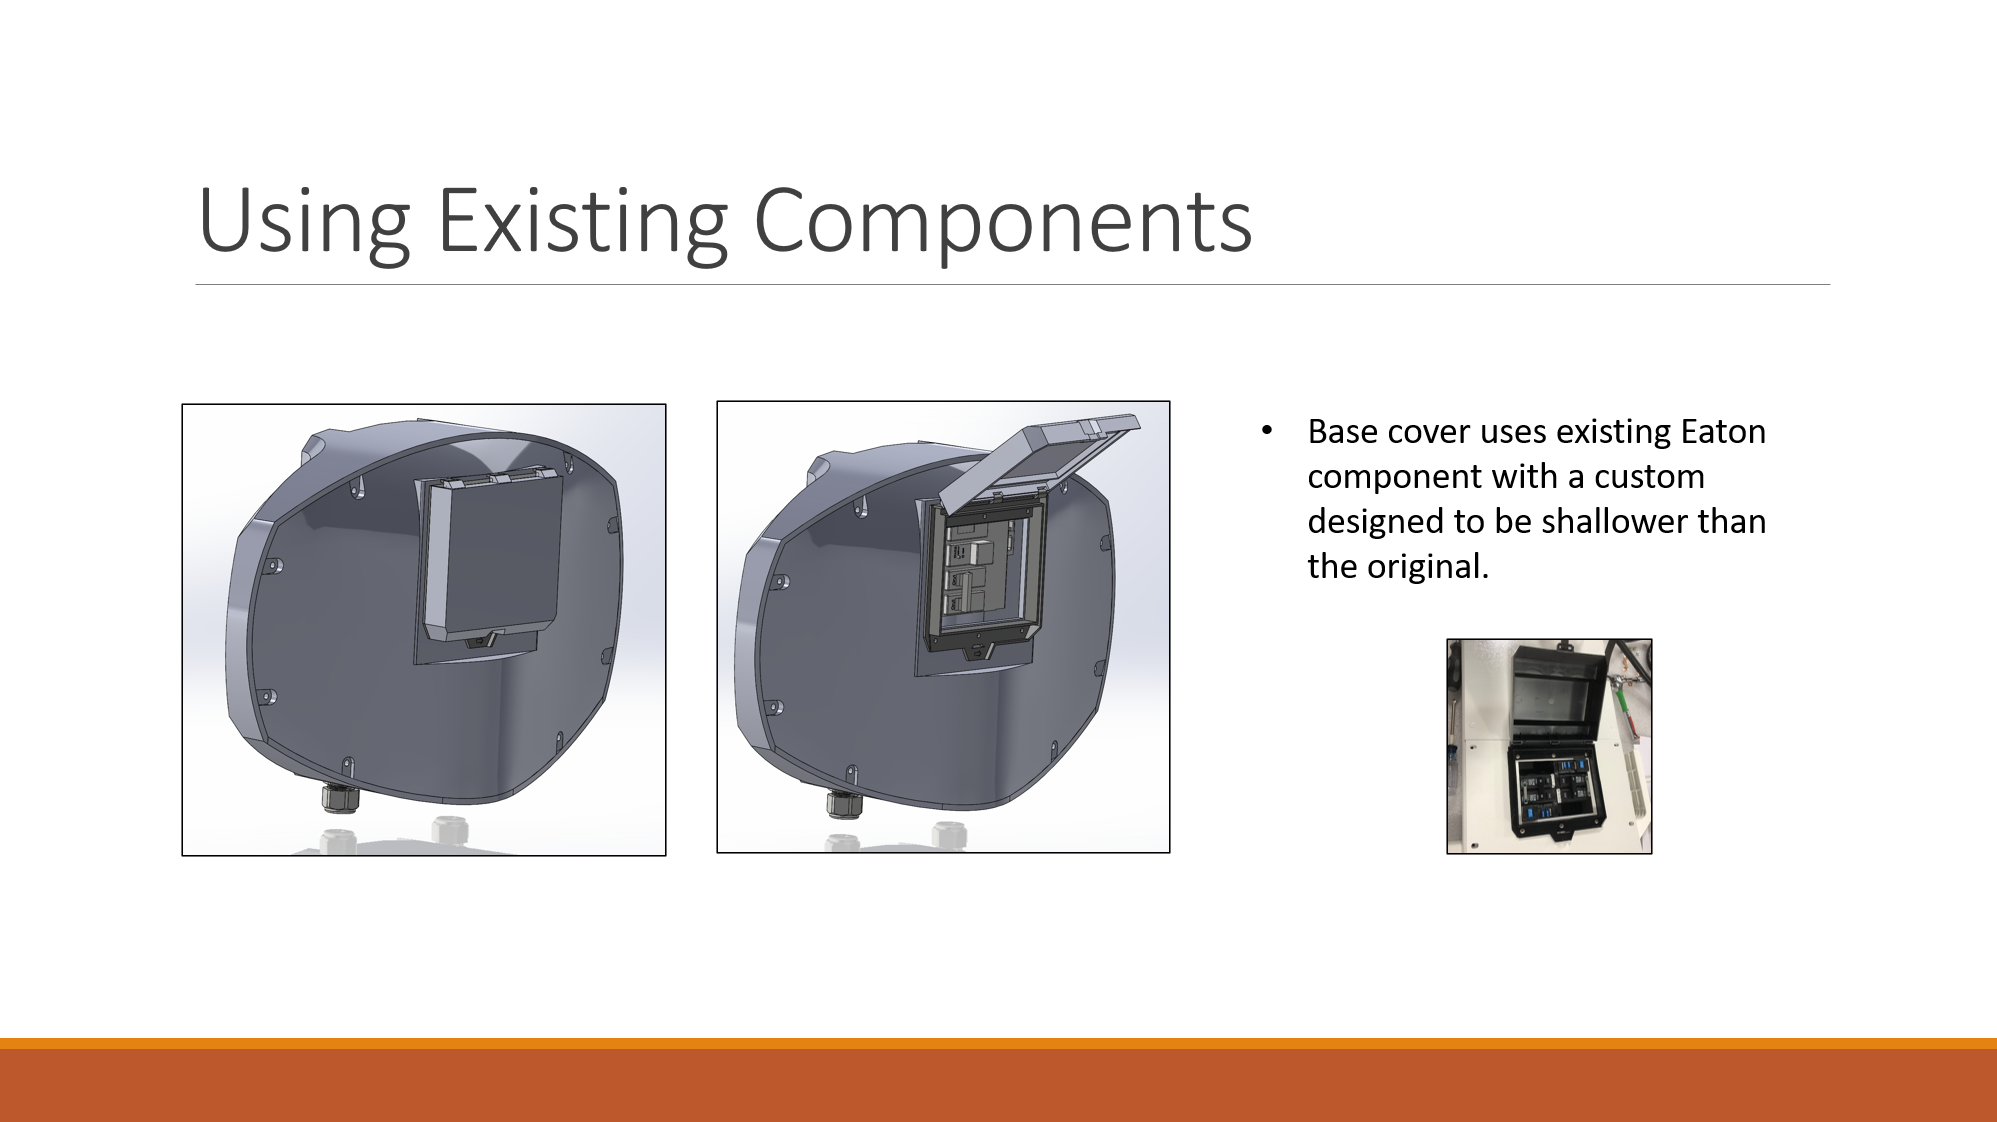 Using Existing Components
• Base cover uses existing Eaton
component with a custom
designed to be shallower than
the original.